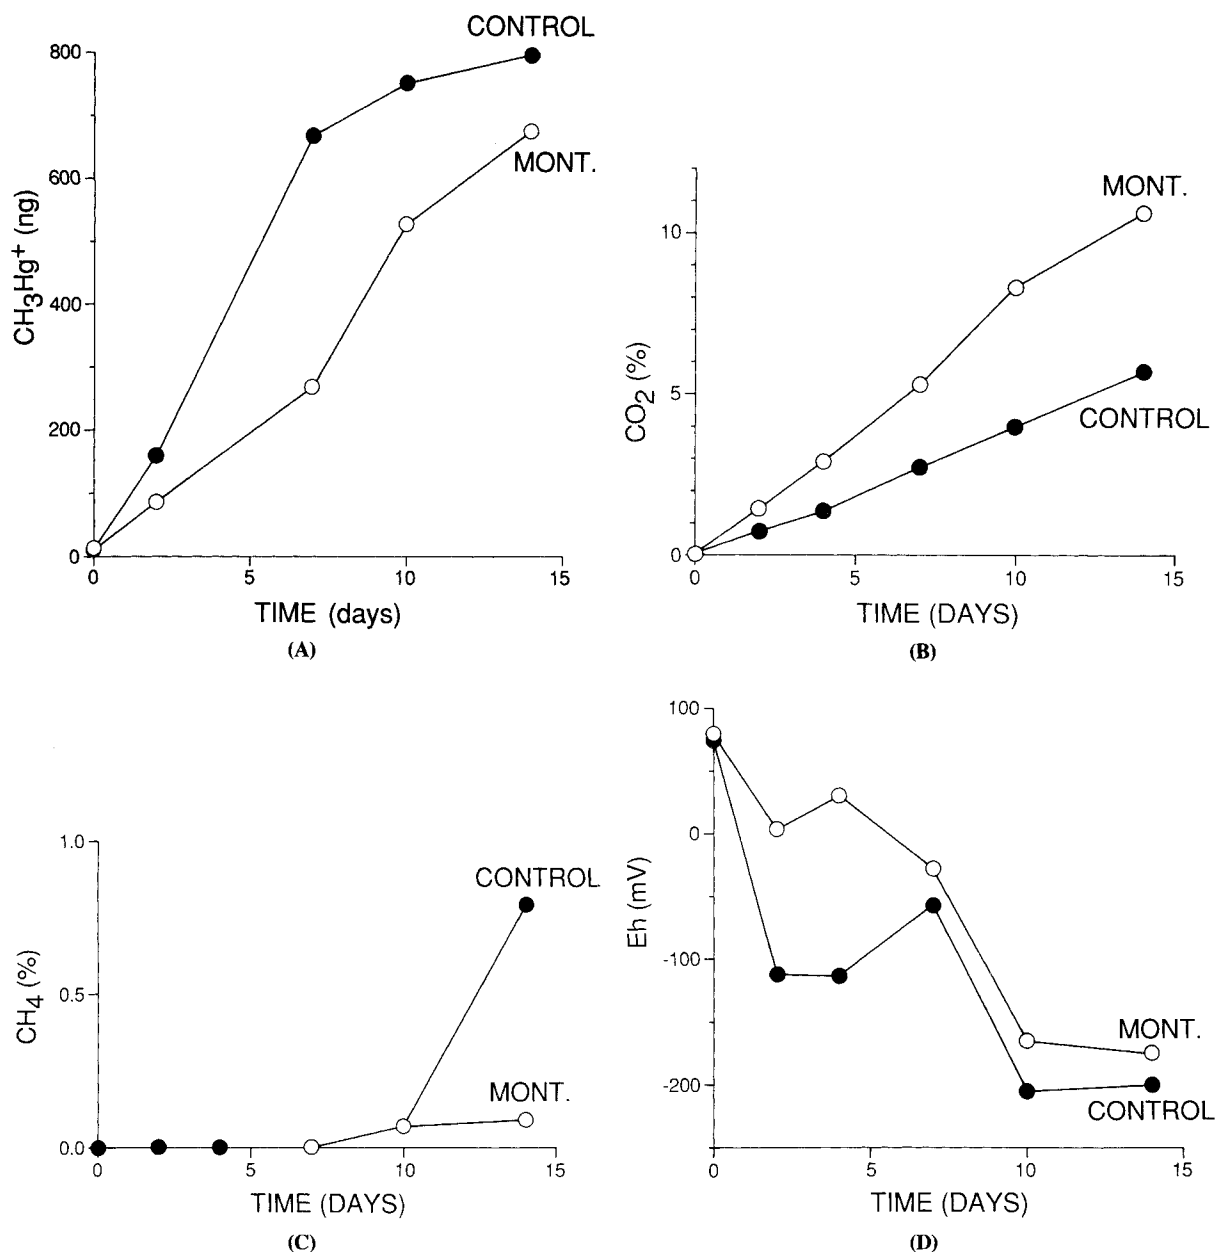 CONTROL
MONT.
800
600
400
200
0
CH3Hg+ (ng)
0 5 10 15
TIME (days)
(A)
MONT.
CONTROL
10
5
0
CO2 (%)
0 5 10 15
TIME (DAYS)
(B)
1.0
0.5
0.0
CH4 (%)
CONTROL
MONT.
0 5 10 15
TIME (DAYS)
(C)
100
0
-100
-200
Eh (mV)
MONT.
CONTROL
0 5 10 15
TIME (DAYS)
(D)